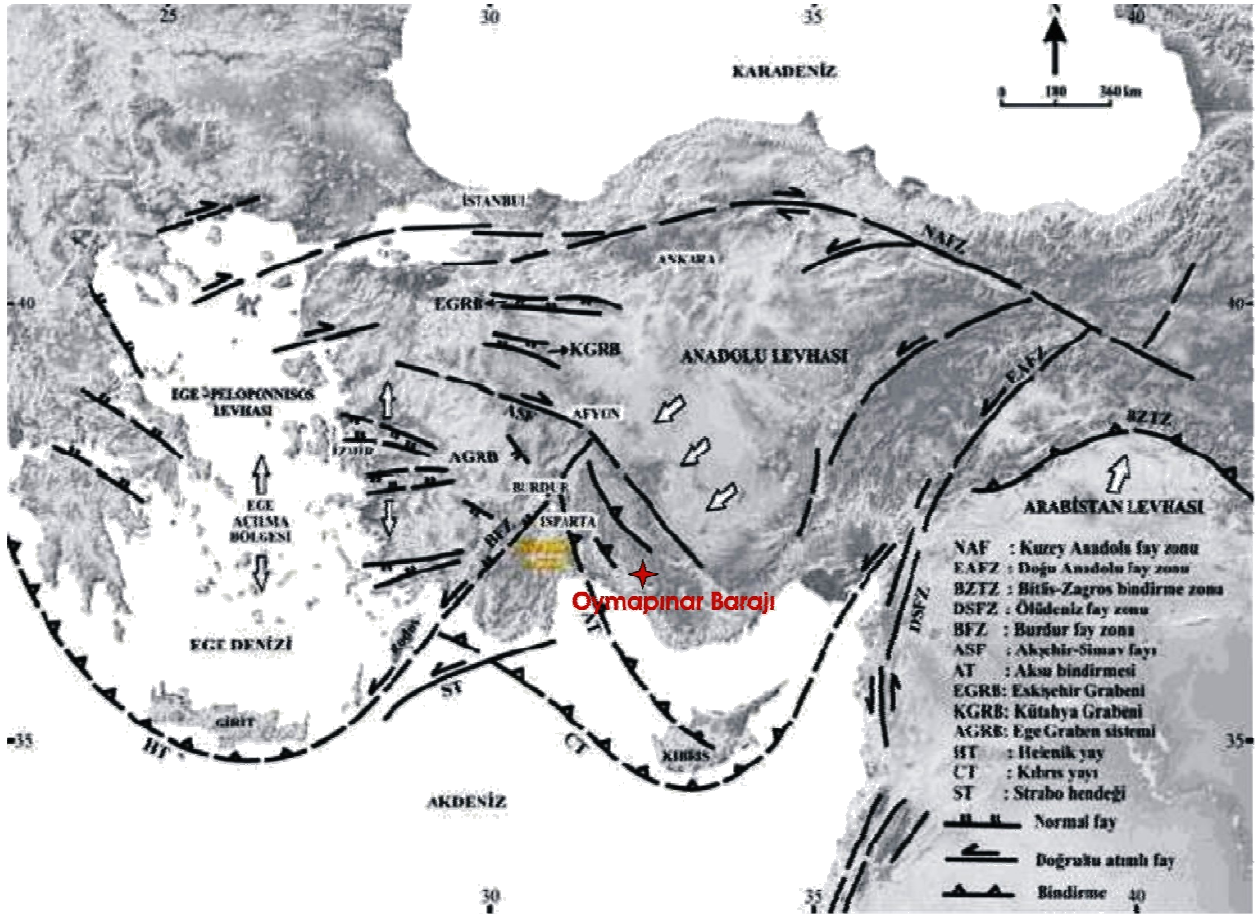 25
30
35
N
40
KARADENİZ
0 180 360 km
İSTANBUL
NAFZ
ANKARA
40
EGRB
40
KGRB
ANADOLU LEVHASI
EAFZ
EGE -PELOPONNISOS
LEVHASI
ASF
AFYON
BZTZ
İZMİR
AGRB
BURDUR
EGE
AÇILMA
BÖLGESİ
BFZ
ISPARTA
ARABİSTAN LEVHASI
Oymapınar Barajı
AT
DSFZ
Rodos
EGE DENİZİ
ST
GİRİT
HT
CT
KIBRIS
35
35
AKDENİZ
NAF : Kuzey Anadolu fay zonu
EAFZ : Doğu Anadolu fay zonu
BZTZ : Bitlis-Zagros bindirme zonu
DSFZ : Ölüdeniz fay zonu
BFZ : Burdur fay zonu
ASF : Akşehir-Simav fayı
AT : Aksu bindirmesi
EGRB: Eskişehir Grabeni
KGRB: Kütahya Grabeni
AGRB: Ege Graben sistemi
HT : Helenik yay
CT : Kıbrıs yayı
ST : Strabo hendeği
Normal fay
Doğrultu atımlı fay
Bindirme
30
35
40